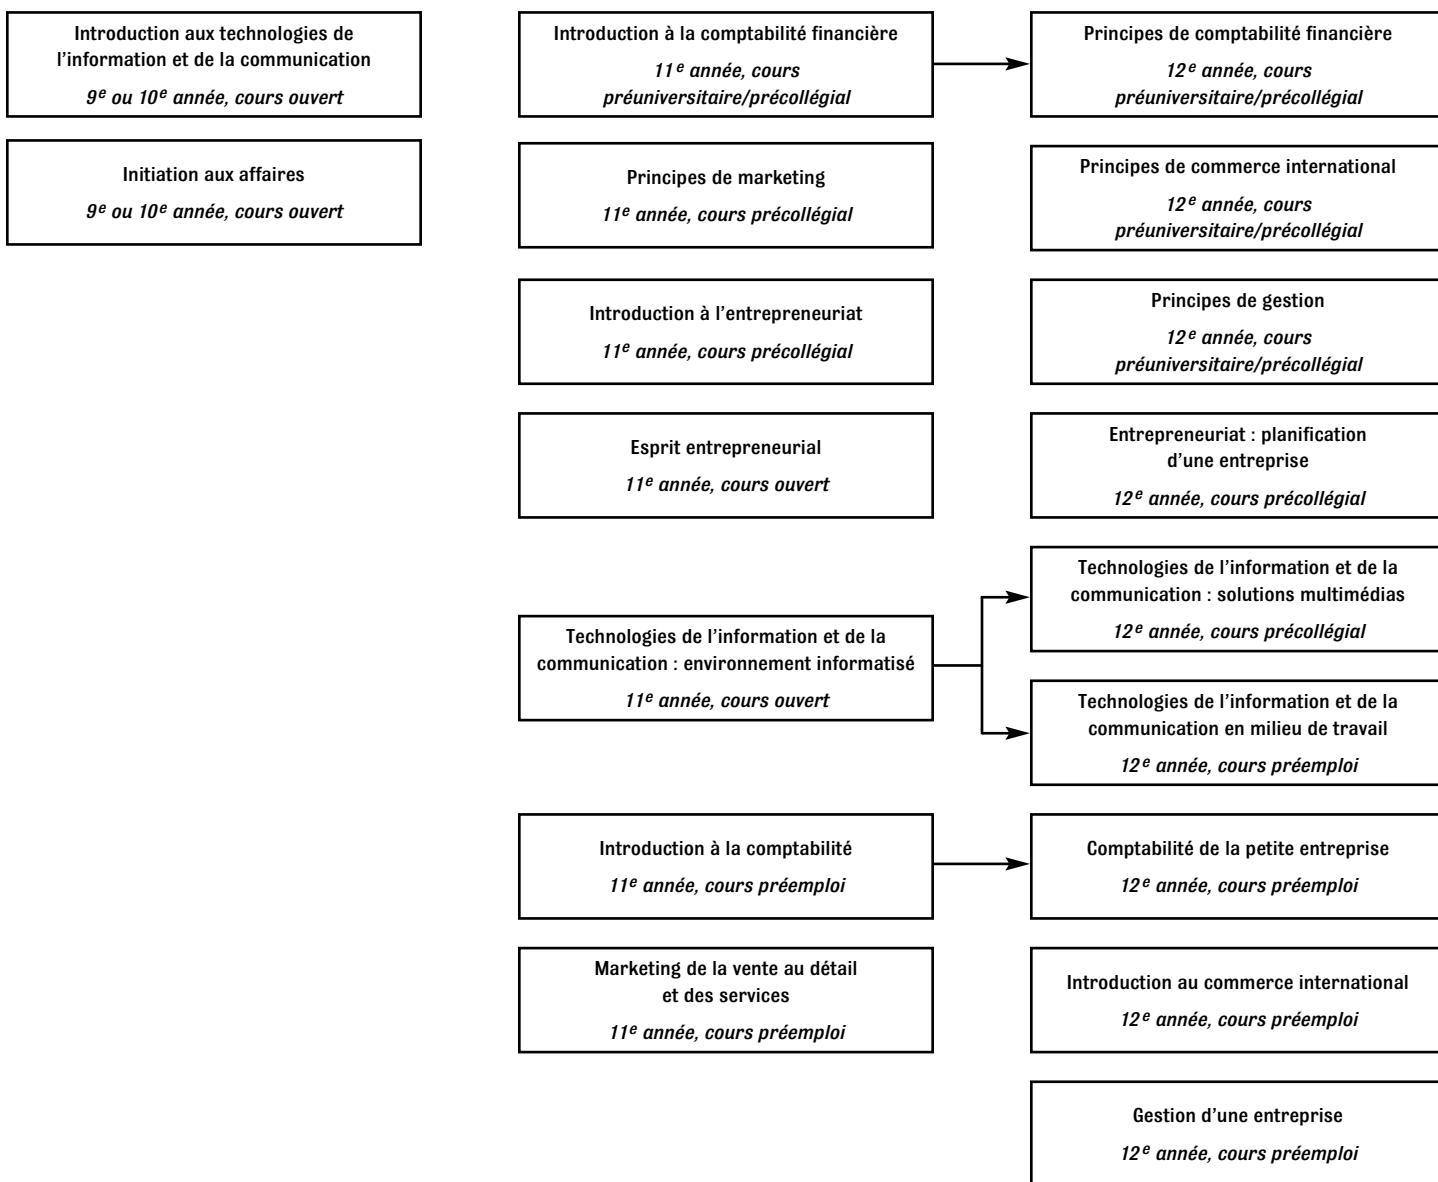 Introduction aux technologies de
l'information et de la communication
9e ou 10e année, cours ouvert
Initiation aux affaires
9e ou 10e année, cours ouvert
Introduction à la comptabilité financière
11e année, cours
préuniversitaire/précollégial
Principes de marketing
11e année, cours précollégial
Introduction à l'entrepreneuriat
11e année, cours précollégial
Esprit entrepreneurial
11e année, cours ouvert
Technologies de l'information et de la
communication : environnement informatisé
11e année, cours ouvert
Introduction à la comptabilité
11e année, cours préemploi
Marketing de la vente au détail
et des services
11e année, cours préemploi
Principes de comptabilité financière
12e année, cours
préuniversitaire/précollégial
Principes de commerce international
12e année, cours
préuniversitaire/précollégial
Principes de gestion
12e année, cours
préuniversitaire/précollégial
Entrepreneuriat : planification
d'une entreprise
12e année, cours précollégial
Technologies de l'information et de la
communication : solutions multimédias
12e année, cours précollégial
Technologies de l'information et de la
communication en milieu de travail
12e année, cours préemploi
Comptabilité de la petite entreprise
12e année, cours préemploi
Introduction au commerce international
12e année, cours préemploi
Gestion d'une entreprise
12e année, cours préemploi